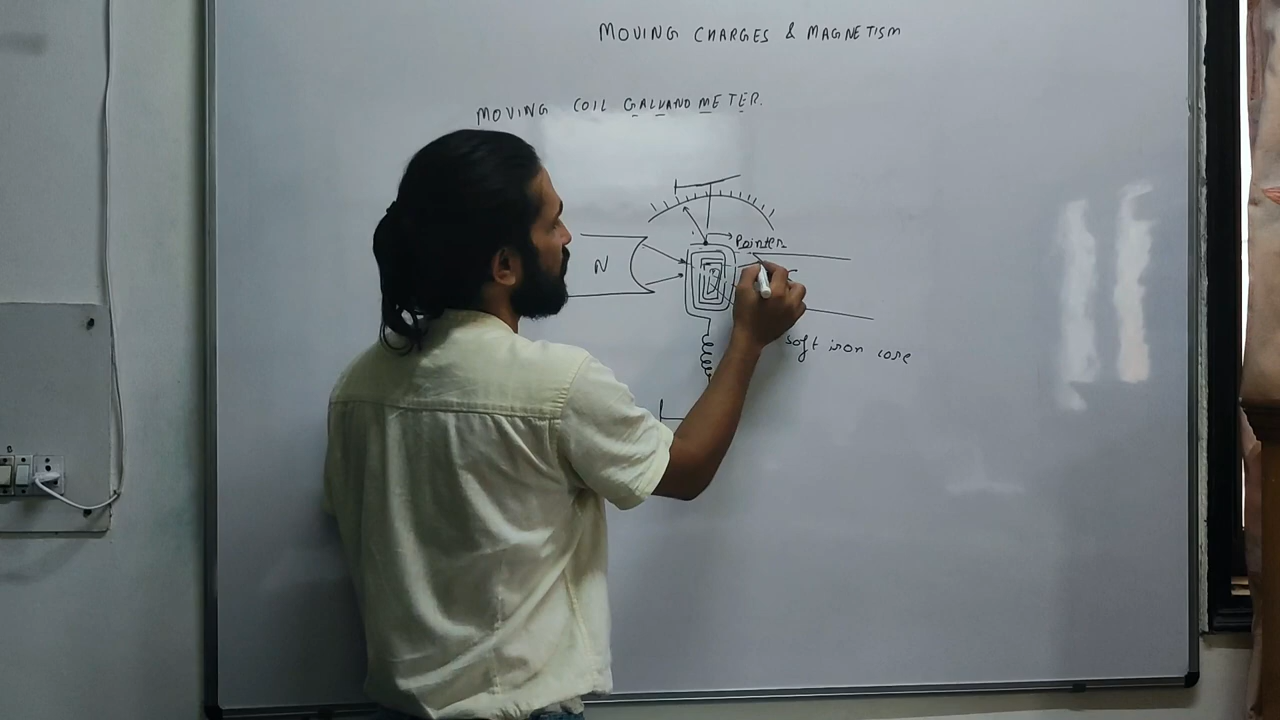 MOVING CHARGES & MAGNETISM
MOVING COIL GALVANOMETER.
Pointer
N
soft iron core